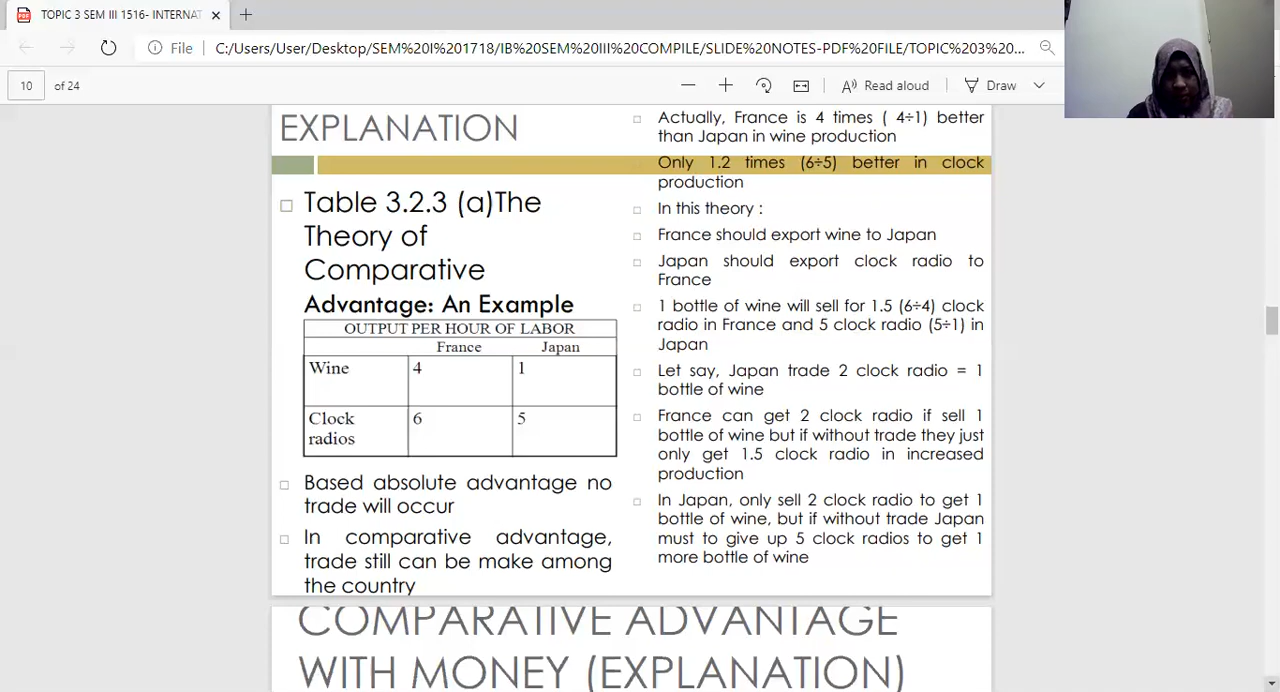 TOPIC 3 SEM III 1516- INTERNAT
File
C:/Users/User/Desktop/SEM%20I%201718/IB%20SEM%20III%20COMPILE/SLIDE%20NOTES-PDF%20FILE/TOPIC%203%20...
10 of 24
Read aloud
Draw
EXPLANATION
Table 3.2.3 (a)The
Theory of
Comparative
Advantage: An Example
OUTPUT PER HOUR OF LABOR
France Japan
Wine 4 1
Clock 6 5
radios
Based absolute advantage no
trade will occur
In comparative advantage,
trade still can be make among
the country
Actually, France is 4 times ( 4÷1) better
than Japan in wine production
Only 1.2 times (6÷5) better in clock
production
In this theory :
France should export wine to Japan
Japan should export clock radio to
France
1 bottle of wine will sell for 1.5 (6÷4) clock
radio in France and 5 clock radio (5÷1) in
Japan
Let say, Japan trade 2 clock radio = 1
bottle of wine
France can get 2 clock radio if sell 1
bottle of wine but if without trade they just
only get 1.5 clock radio in increased
production
In Japan, only sell 2 clock radio to get 1
bottle of wine, but if without trade Japan
must to give up 5 clock radios to get 1
more bottle of wine
COMPARATIVE ADVANTAGE
WITH MONEY (EXPLANATION)